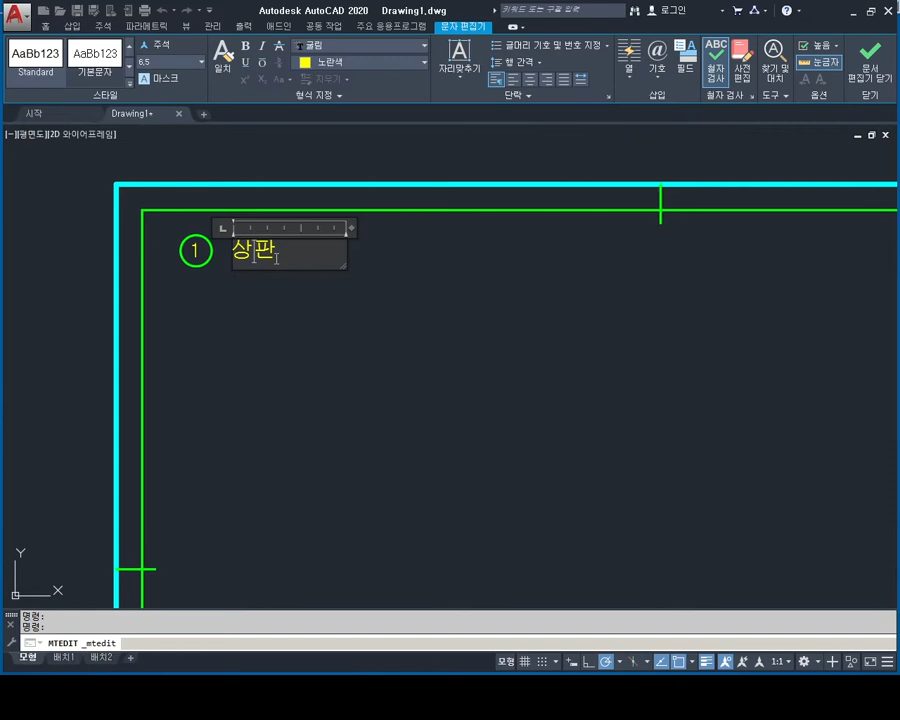 Autodesk AutoCAD 2020 Drawing1.dwg
키워드 또는 구절 입력
로그인
홈 삽입 주석 파라메트릭 뷰 관리 출력 애드인 공동 작업 주요 응용프로그램 문자 편집기
AaBb123 AaBb123
Standard 기본문자
주석
6.5
마스크
스타일
일치
B I A 굴림
U O 노란색
지우기
형식 지정
자리맞추기
글머리 기호 및 번호 지정
행 간격
단락
열 기호 필드
삽입
ABC
철자 검사
사전 편집
철자 검사
찾기 및 대치
도구
높음
눈금자
옵션
문서 편집기 닫기
닫기
시작 Drawing1*
[−][평면도][2D 와이어프레임]
1 상판
Y
X
명령:
명령:
MTEDIT _mtedit
모형 배치1 배치2 +
모형 1:1